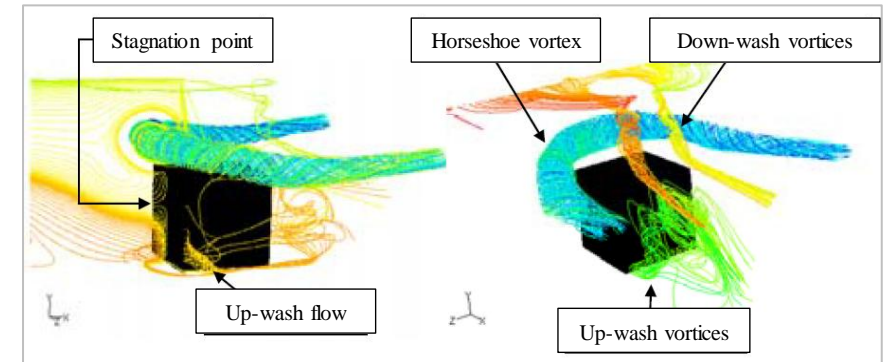 Stagnation point
Horseshoe vortex
Down-wash vortices
Up-wash flow
Up-wash vortices
Y
Z X
Y
Z X